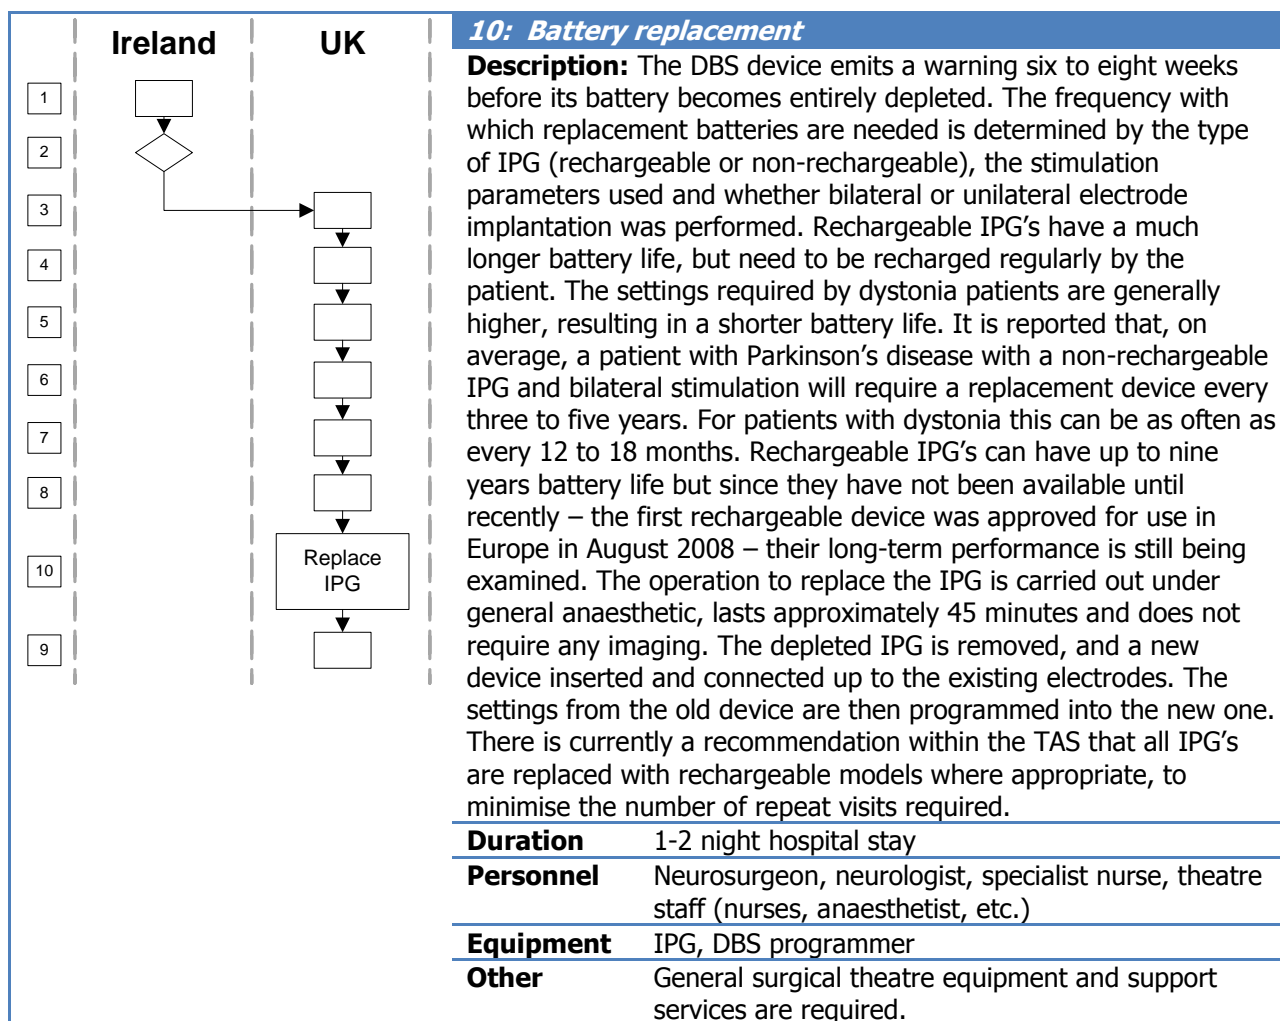 Ireland
UK
1
2
3
4
5
6
7
8
10
9
Replace
IPG
10: Battery replacement
Description: The DBS device emits a warning six to eight weeks
before its battery becomes entirely depleted. The frequency with
which replacement batteries are needed is determined by the type
of IPG (rechargeable or non-rechargeable), the stimulation
parameters used and whether bilateral or unilateral electrode
implantation was performed. Rechargeable IPG's have a much
longer battery life, but need to be recharged regularly by the
patient. The settings required by dystonia patients are generally
higher, resulting in a shorter battery life. It is reported that, on
average, a patient with Parkinson's disease with a non-rechargeable
IPG and bilateral stimulation will require a replacement device every
three to five years. For patients with dystonia this can be as often as
every 12 to 18 months. Rechargeable IPG's can have up to nine
years battery life but since they have not been available until
recently – the first rechargeable device was approved for use in
Europe in August 2008 – their long-term performance is still being
examined. The operation to replace the IPG is carried out under
general anaesthetic, lasts approximately 45 minutes and does not
require any imaging. The depleted IPG is removed, and a new
device inserted and connected up to the existing electrodes. The
settings from the old device are then programmed into the new one.
There is currently a recommendation within the TAS that all IPG's
are replaced with rechargeable models where appropriate, to
minimise the number of repeat visits required.
Duration 1-2 night hospital stay
Personnel Neurosurgeon, neurologist, specialist nurse, theatre
staff (nurses, anaesthetist, etc.)
Equipment IPG, DBS programmer
Other General surgical theatre equipment and support
services are required.